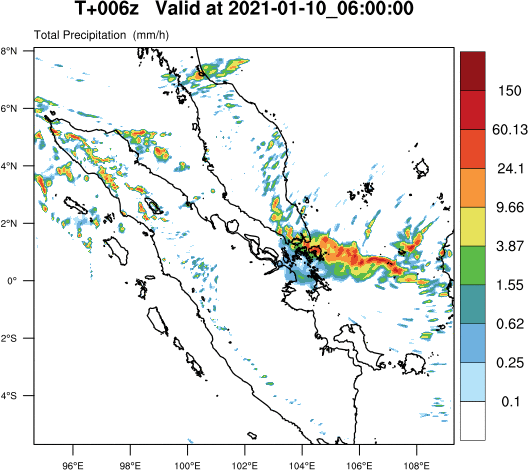 T+006z Valid at 2021-01-10_06:00:00
Total Precipitation (mm/h)
8°N
6°N
4°N
2°N
0°
2°S
4°S
96°E 98°E 100°E 102°E 104°E 106°E 108°E
150
60.13
24.1
9.66
3.87
1.55
0.62
0.25
0.1